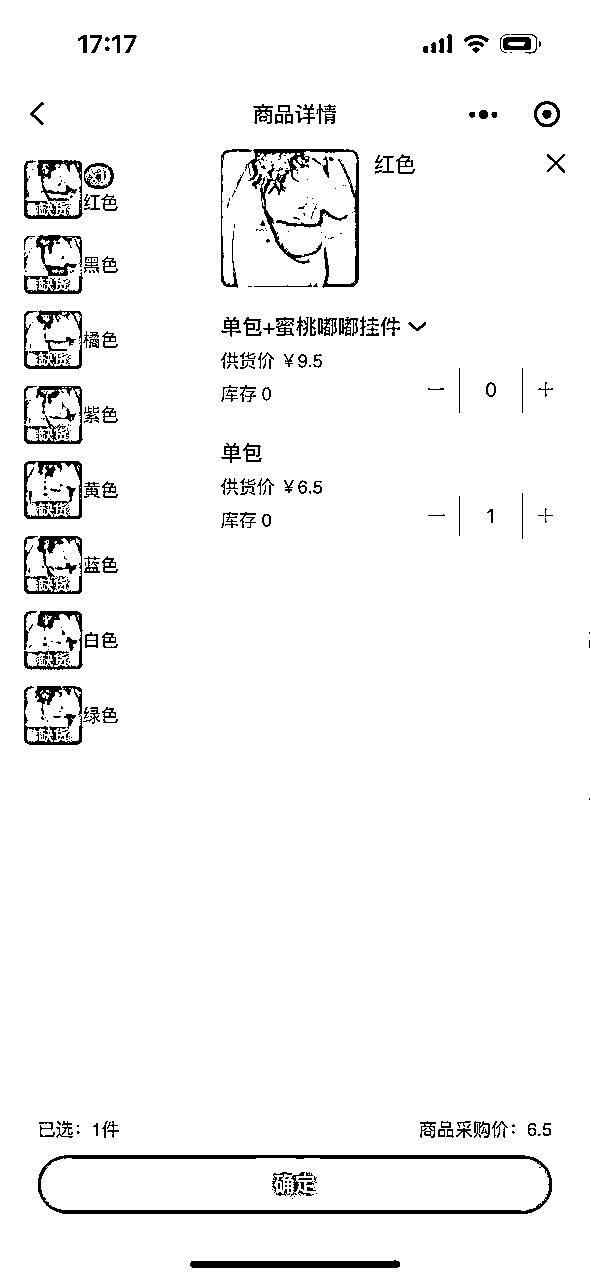 17:17
商品详情
x1
红色
缺货
红色
黑色
缺货
橘色
缺货
紫色
缺货
黄色
缺货
蓝色
缺货
白色
缺货
绿色
缺货
单包+蜜桃嘟嘟挂件
供货价 ¥9.5
库存 0
0
单包
供货价 ¥6.5
库存 0
1
已选：1件
商品采购价：6.5
确定